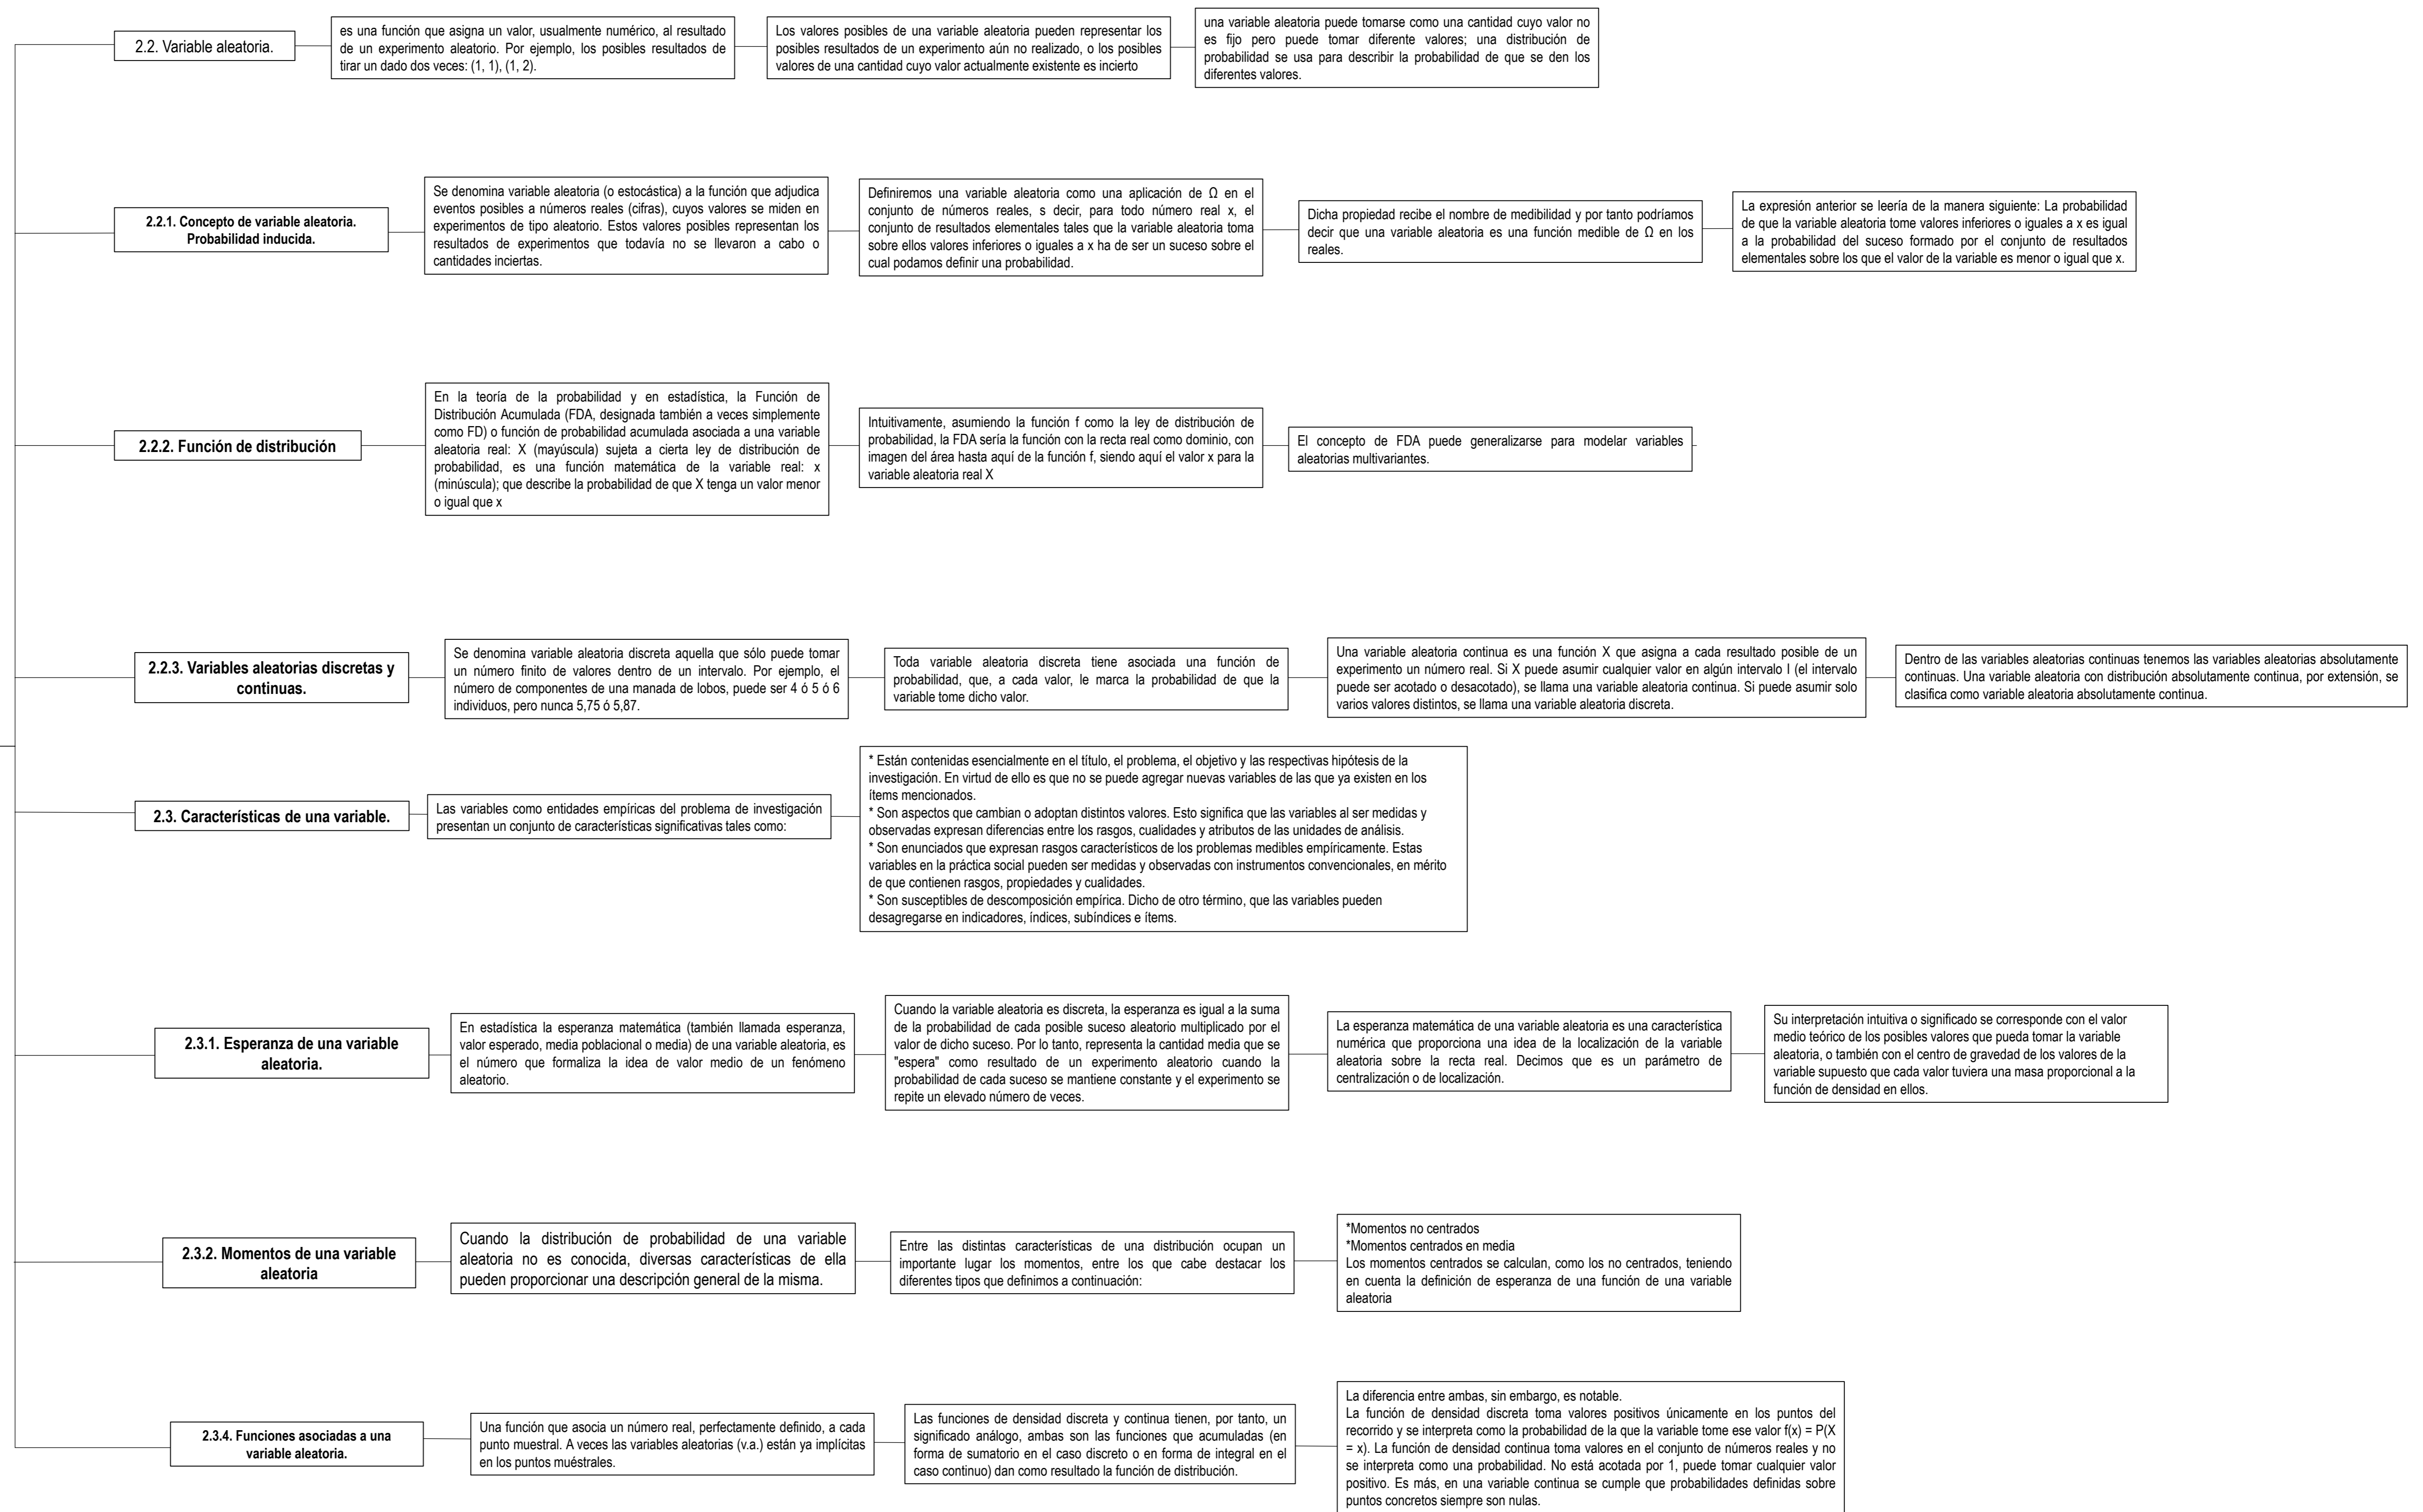 2.2. Variable aleatoria.
es una función que asigna un valor, usualmente numérico, al resultado
de un experimento aleatorio. Por ejemplo, los posibles resultados de
tirar un dado dos veces: (1, 1), (1, 2).
Los valores posibles de una variable aleatoria pueden representar los
posibles resultados de un experimento aún no realizado, o los posibles
valores de una cantidad cuyo valor actualmente existente es incierto
una variable aleatoria puede tomarse como una cantidad cuyo valor no
es fijo pero puede tomar diferente valores; una distribución de
probabilidad se usa para describir la probabilidad de que se den los
diferentes valores.
2.2.1. Concepto de variable aleatoria.
Probabilidad inducida.
Se denomina variable aleatoria (o estocástica) a la función que adjudica
eventos posibles a números reales (cifras), cuyos valores se miden en
experimentos de tipo aleatorio. Estos valores posibles representan los
resultados de experimentos que todavía no se llevaron a cabo o
cantidades inciertas.
Definiremos una variable aleatoria como una aplicación de Ω en el
conjunto de números reales, s decir, para todo número real x, el
conjunto de resultados elementales tales que la variable aleatoria toma
sobre ellos valores inferiores o iguales a x ha de ser un suceso sobre el
cual podamos definir una probabilidad.
Dicha propiedad recibe el nombre de medibilidad y por tanto podríamos
decir que una variable aleatoria es una función medible de Ω en los
reales.
La expresión anterior se leería de la manera siguiente: La probabilidad
de que la variable aleatoria tome valores inferiores o iguales a x es igual
a la probabilidad del suceso formado por el conjunto de resultados
elementales sobre los que el valor de la variable es menor o igual que x.
2.2.2. Función de distribución
En la teoría de la probabilidad y en estadística, la Función de
Distribución Acumulada (FDA, designada también a veces simplemente
como FD) o función de probabilidad acumulada asociada a una variable
aleatoria real: X (mayúscula) sujeta a cierta ley de distribución de
probabilidad, es una función matemática de la variable real: x
(minúscula); que describe la probabilidad de que X tenga un valor menor
o igual que x
Intuitivamente, asumiendo la función f como la ley de distribución de
probabilidad, la FDA sería la función con la recta real como dominio, con
imagen del área hasta aquí de la función f, siendo aquí el valor x para la
variable aleatoria real X
El concepto de FDA puede generalizarse para modelar variables
aleatorias multivariantes.
2.2.3. Variables aleatorias discretas y
continuas.
Se denomina variable aleatoria discreta aquella que sólo puede tomar
un número finito de valores dentro de un intervalo. Por ejemplo, el
número de componentes de una manada de lobos, puede ser 4 ó 5 ó 6
individuos, pero nunca 5,75 ó 5,87.
Toda variable aleatoria discreta tiene asociada una función de
probabilidad, que, a cada valor, le marca la probabilidad de que la
variable tome dicho valor.
Una variable aleatoria continua es una función X que asigna a cada resultado posible de un
experimento un número real. Si X puede asumir cualquier valor en algún intervalo I (el intervalo
puede ser acotado o desacotado), se llama una variable aleatoria continua. Si puede asumir solo
varios valores distintos, se llama una variable aleatoria discreta.
Dentro de las variables aleatorias continuas tenemos las variables aleatorias absolutamente
continuas. Una variable aleatoria con distribución absolutamente continua, por extensión, se
clasifica como variable aleatoria absolutamente continua.
2.3. Características de una variable.
Las variables como entidades empíricas del problema de investigación
presentan un conjunto de características significativas tales como:
* Están contenidas esencialmente en el título, el problema, el objetivo y las respectivas hipótesis de la
investigación. En virtud de ello es que no se puede agregar nuevas variables de las que ya existen en los
ítems mencionados.
* Son aspectos que cambian o adoptan distintos valores. Esto significa que las variables al ser medidas y
observadas expresan diferencias entre los rasgos, cualidades y atributos de las unidades de análisis.
* Son enunciados que expresan rasgos característicos de los problemas medibles empíricamente. Estas
variables en la práctica social pueden ser medidas y observadas con instrumentos convencionales, en mérito
de que contienen rasgos, propiedades y cualidades.
* Son susceptibles de descomposición empírica. Dicho de otro término, que las variables pueden
desagregarse en indicadores, índices, subíndices e ítems.
2.3.1. Esperanza de una variable
aleatoria.
En estadística la esperanza matemática (también llamada esperanza,
valor esperado, media poblacional o media) de una variable aleatoria, es
el número que formaliza la idea de valor medio de un fenómeno
aleatorio.
Cuando la variable aleatoria es discreta, la esperanza es igual a la suma
de la probabilidad de cada posible suceso aleatorio multiplicado por el
valor de dicho suceso. Por lo tanto, representa la cantidad media que se
"espera" como resultado de un experimento aleatorio cuando la
probabilidad de cada suceso se mantiene constante y el experimento se
repite un elevado número de veces.
La esperanza matemática de una variable aleatoria es una característica
numérica que proporciona una idea de la localización de la variable
aleatoria sobre la recta real. Decimos que es un parámetro de
centralización o de localización.
Su interpretación intuitiva o significado se corresponde con el valor
medio teórico de los posibles valores que pueda tomar la variable
aleatoria, o también con el centro de gravedad de los valores de la
variable supuesto que cada valor tuviera una masa proporcional a la
función de densidad en ellos.
2.3.2. Momentos de una variable
aleatoria
Cuando la distribución de probabilidad de una variable
aleatoria no es conocida, diversas características de ella
pueden proporcionar una descripción general de la misma.
Entre las distintas características de una distribución ocupan un
importante lugar los momentos, entre los que cabe destacar los
diferentes tipos que definimos a continuación:
*Momentos no centrados
*Momentos centrados en media
Los momentos centrados se calculan, como los no centrados, teniendo
en cuenta la definición de esperanza de una función de una variable
aleatoria
2.3.4. Funciones asociadas a una
variable aleatoria.
Una función que asocia un número real, perfectamente definido, a cada
punto muestral. A veces las variables aleatorias (v.a.) están ya implícitas
en los puntos muéstrales.
Las funciones de densidad discreta y continua tienen, por tanto, un
significado análogo, ambas son las funciones que acumuladas (en
forma de sumatorio en el caso discreto o en forma de integral en el
caso continuo) dan como resultado la función de distribución.
La diferencia entre ambas, sin embargo, es notable.
La función de densidad discreta toma valores positivos únicamente en los puntos del
recorrido y se interpreta como la probabilidad de la que la variable tome ese valor f(x) = P(X
= x). La función de densidad continua toma valores en el conjunto de números reales y no
se interpreta como una probabilidad. No está acotada por 1, puede tomar cualquier valor
positivo. Es más, en una variable continua se cumple que probabilidades definidas sobre
puntos concretos siempre son nulas.